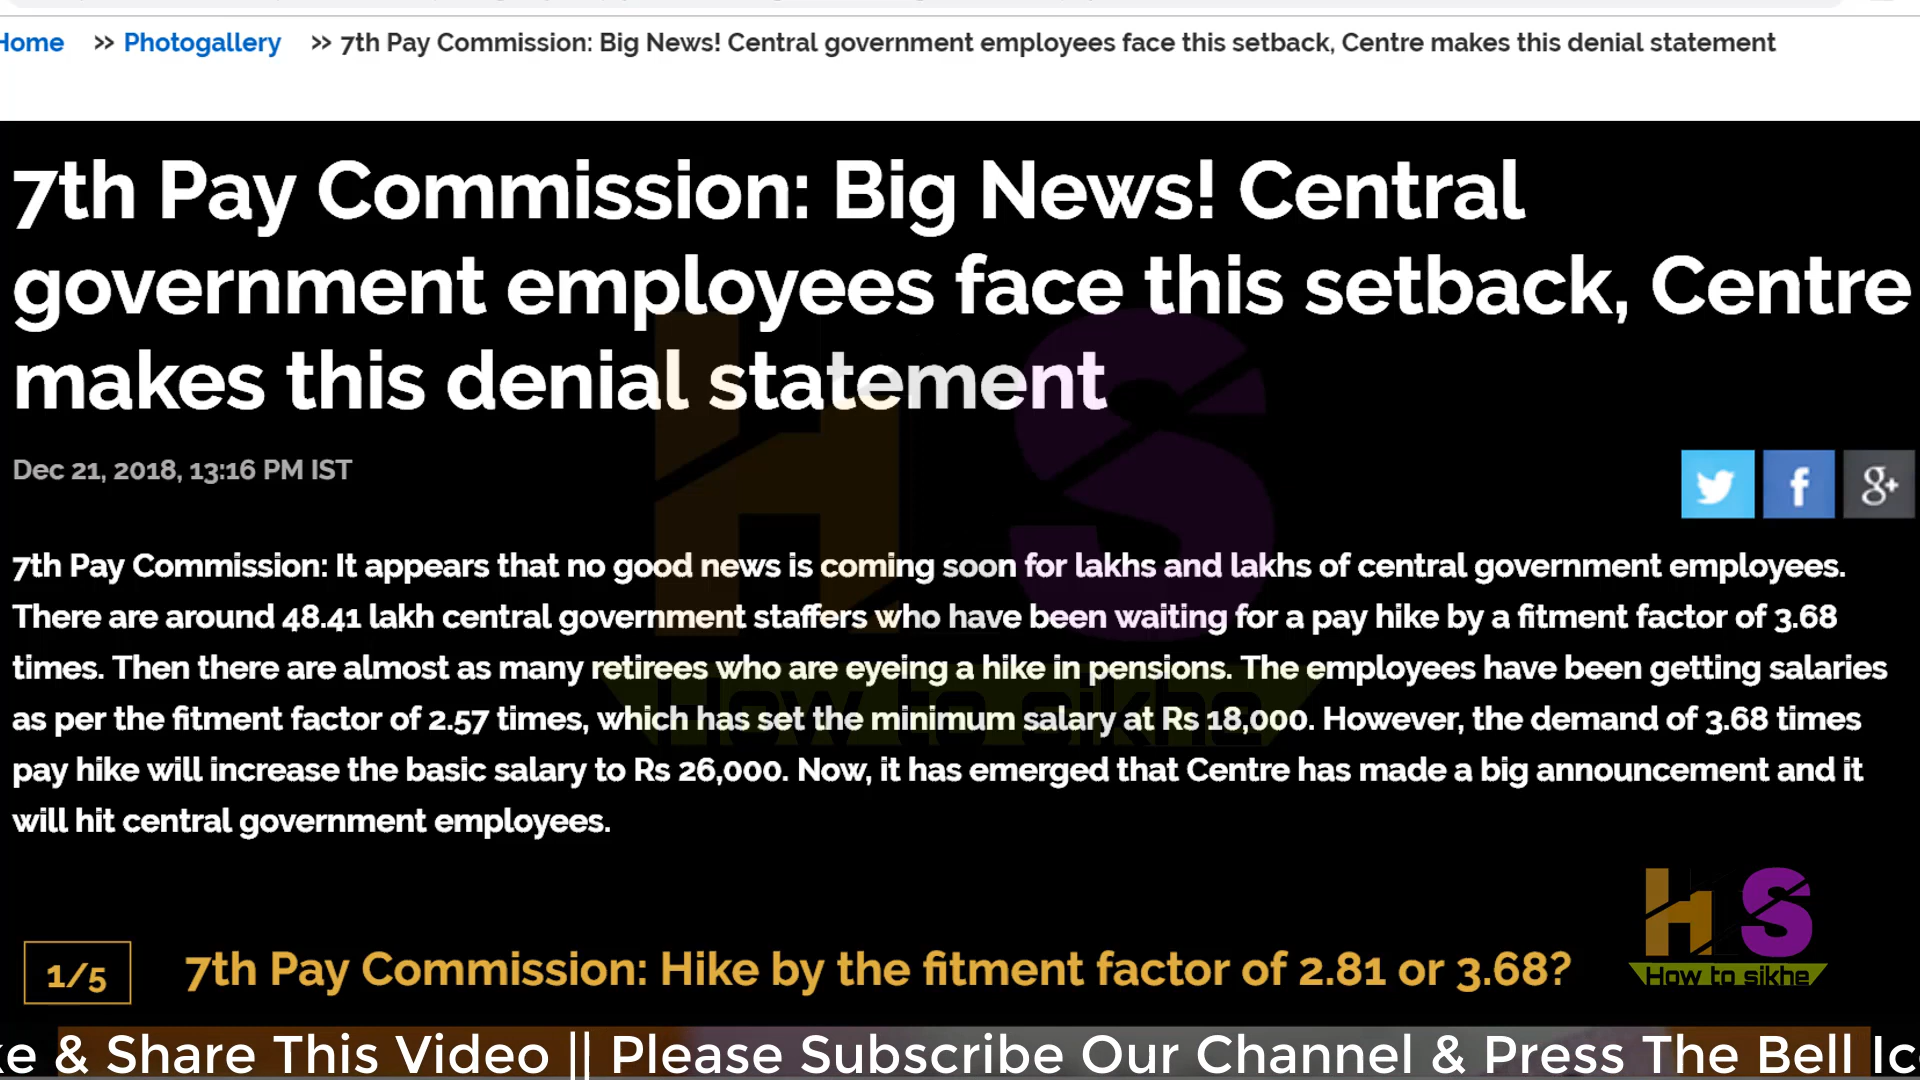 Home >> Photogallery >> 7th Pay Commission: Big News! Central government employees face this setback, Centre makes this denial statement
7th Pay Commission: Big News! Central
government employees face this setback, Centre
makes this denial statement
Dec 21, 2018, 13:16 PM IST
7th Pay Commission: It appears that no good news is coming soon for lakhs and lakhs of central government employees.
There are around 48.41 lakh central government staffers who have been waiting for a pay hike by a fitment factor of 3.68
times. Then there are almost as many retirees who are eyeing a hike in pensions. The employees have been getting salaries
as per the fitment factor of 2.57 times, which has set the minimum salary at Rs 18,000. However, the demand of 3.68 times
pay hike will increase the basic salary to Rs 26,000. Now, it has emerged that Centre has made a big announcement and it
will hit central government employees.
HS
How to sikhe
1/5 7th Pay Commission: Hike by the fitment factor of 2.81 or 3.68?
HS
How to sikhe
& Share This Video || Please Subscribe Our Channel & Press The Bell